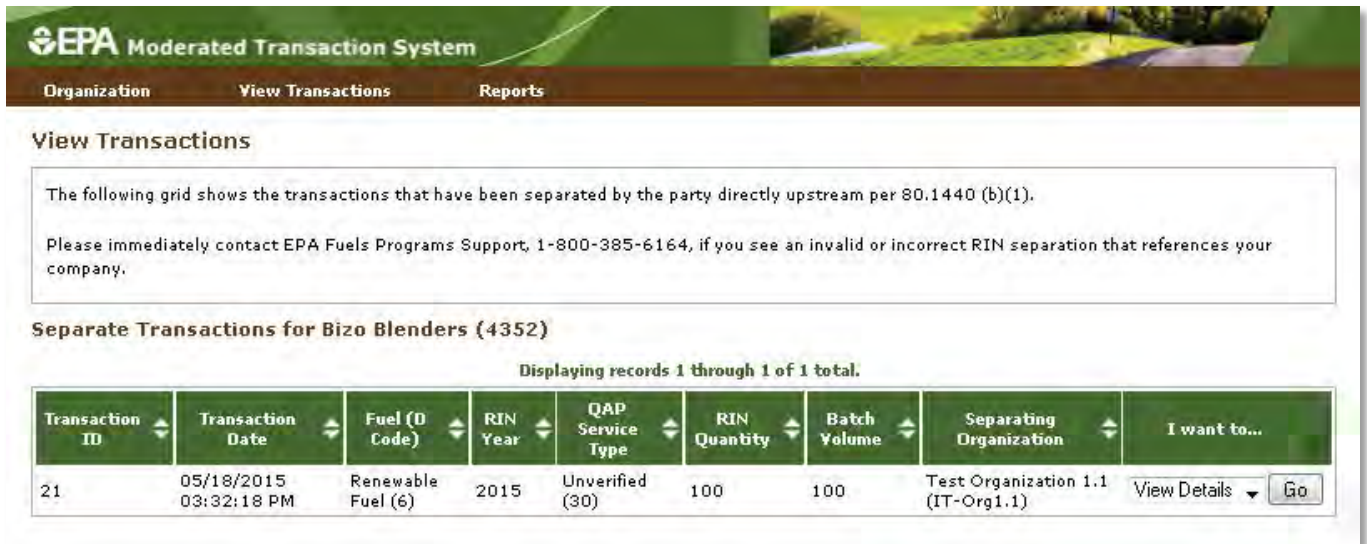 EPA Moderated Transaction System
Organization View Transactions Reports
View Transactions
The following grid shows the transactions that have been separated by the party directly upstream per 80.1440 (b)(1).
Please immediately contact EPA Fuels Programs Support, 1-800-385-6164, if you see an invalid or incorrect RIN separation that references your
company.
Separate Transactions for Bizo Blenders (4352)
Displaying records 1 through 1 of 1 total.
Transaction ID Transaction Date Fuel (D Code) RIN Year QAP Service Type RIN Quantity Batch Volume Separating Organization I want to...
21 05/18/2015 03:32:18 PM Renewable Fuel (6) 2015 Unverified (30) 100 100 Test Organization 1.1 (IT-Org1.1) View Details Go